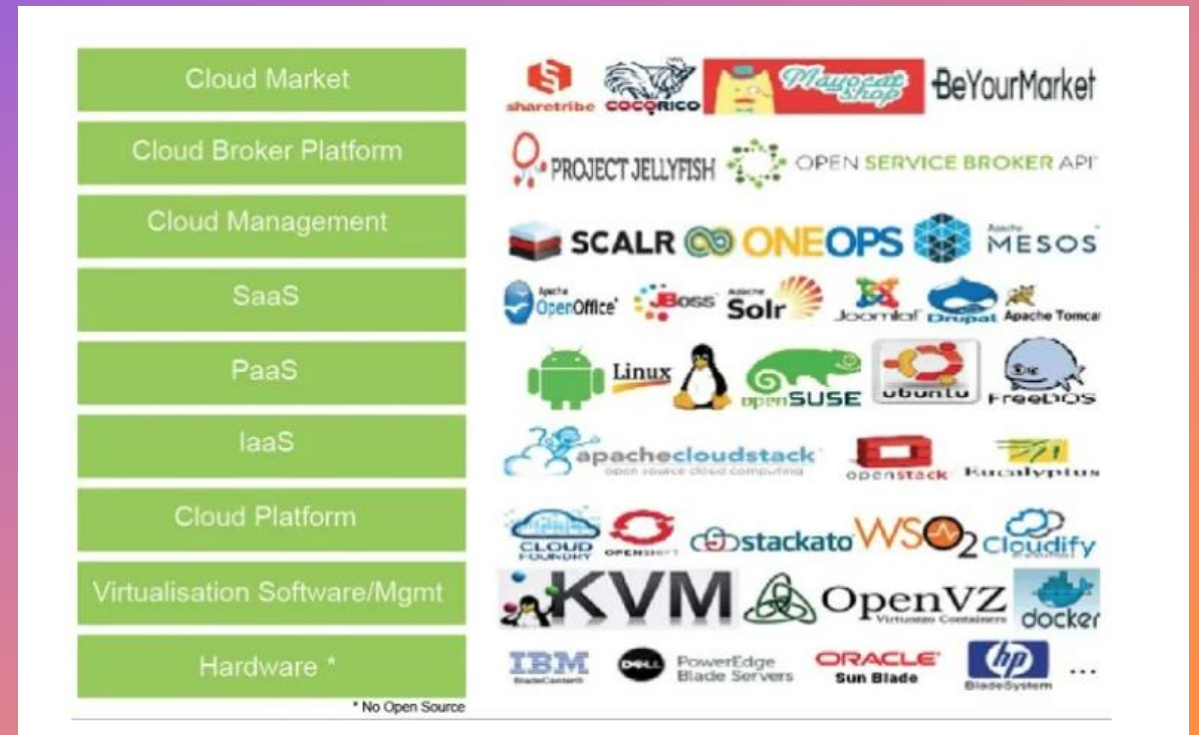 Cloud Market
sharetribe COCORICO Mayocat shop BeYourMarket
Cloud Broker Platform
PROJECT JELLYFISH OPEN SERVICE BROKER API
Cloud Management
SCALR ONEOPS Apache MESOS
SaaS
Apache OpenOffice JBoss Apache Solr Joomla! Drupal Apache Tomcat
PaaS
Linux openSUSE ubuntu FreeDOS
IaaS
apachecloudstack
open source cloud computing
openstack Eucalyptus
Cloud Platform
CLOUD FOUNDRY OPENSHIFT stackato WSO2 Cloudify
Virtualisation Software/Mgmt
KVM OpenVZ docker
Virtuozzo Containers
Hardware *
IBM DELL PowerEdge ORACLE hp ...
BladeCenter® Blade Servers Sun Blade BladeSystem
* No Open Source